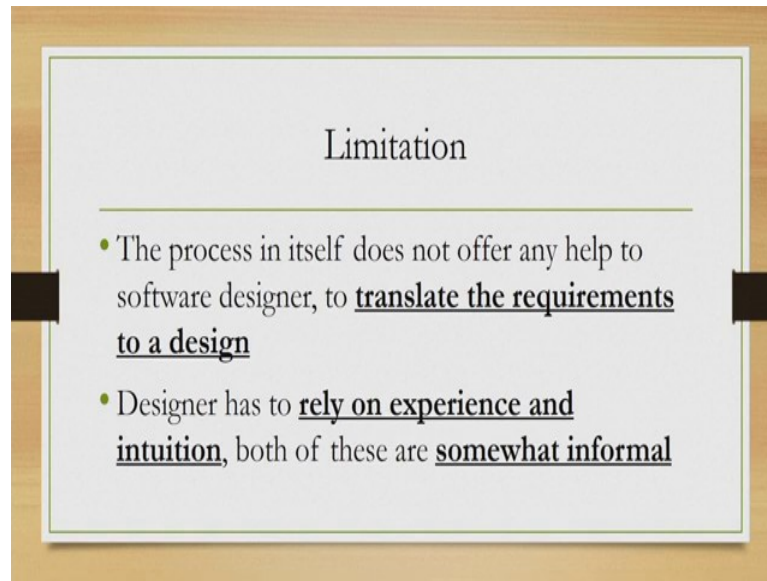 Limitation
• The process in itself does not offer any help to
software designer, to translate the requirements
to a design
• Designer has to rely on experience and
intuition, both of these are somewhat informal